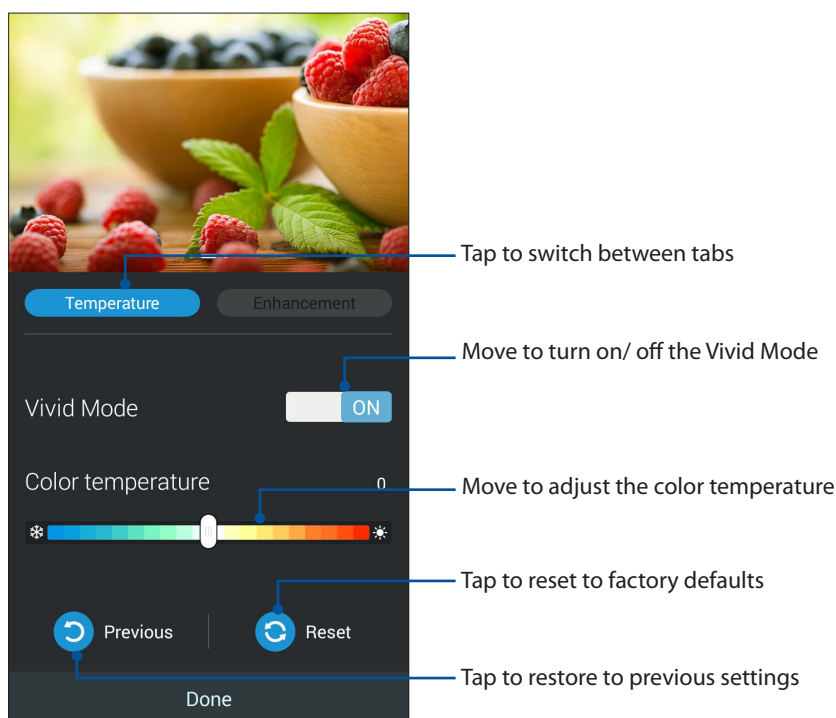 Tap to switch between tabs
Temperature
Enhancement
Move to turn on/ off the Vivid Mode
Vivid Mode
ON
Color temperature
0
Move to adjust the color temperature
Tap to reset to factory defaults
Previous
Reset
Tap to restore to previous settings
Done